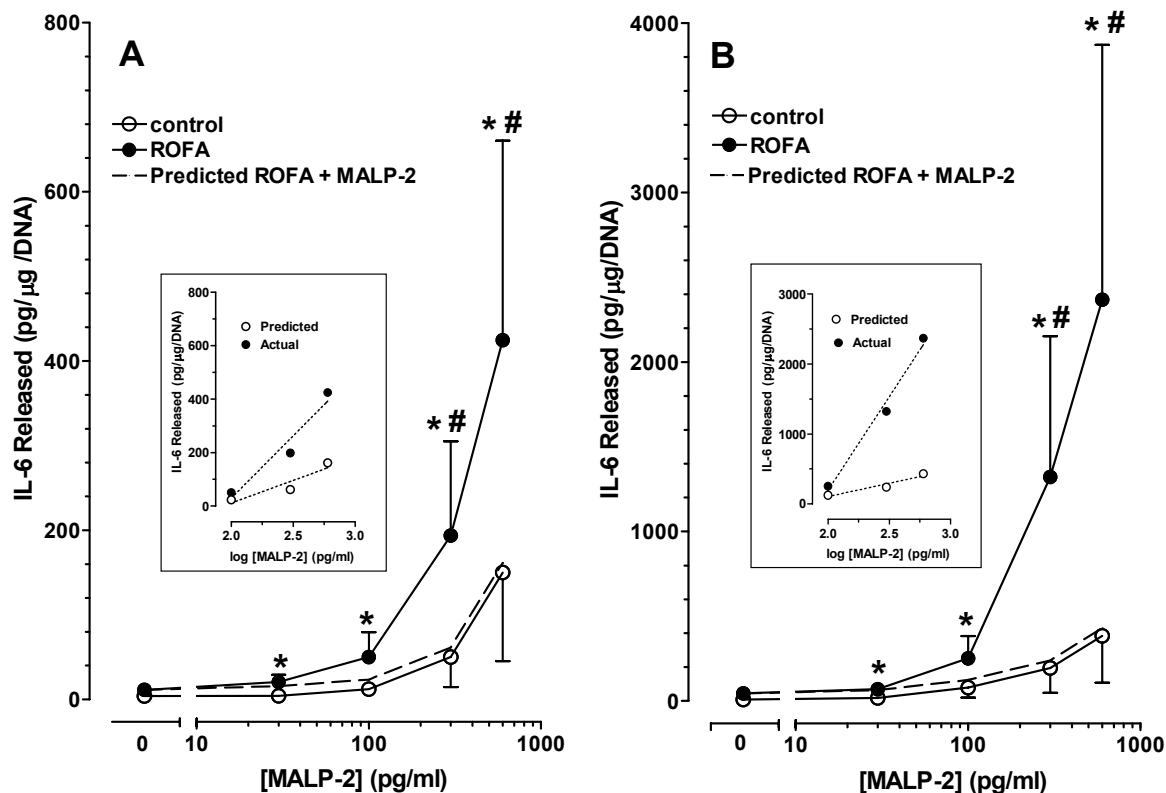 A
control
ROFA
Predicted ROFA + MALP-2
IL-6 Released (pg/µg /DNA)
800
600
400
200
0
* #
* #
*
*
0
10
100
1000
[MALP-2] (pg/ml)
IL-6 Released (pg/µg/DNA)
800
600
400
200
0
Predicted
Actual
2.0
2.5
3.0
log [MALP-2] (pg/ml)
B
control
ROFA
Predicted ROFA + MALP-2
IL-6 Released (pg/µg/DNA)
4000
3000
2000
1000
0
* #
* #
*
*
0
10
100
1000
[MALP-2] (pg/ml)
IL-6 Released (pg/µg/DNA)
3000
2000
1000
0
Predicted
Actual
2.0
2.5
3.0
log [MALP-2] (pg/ml)